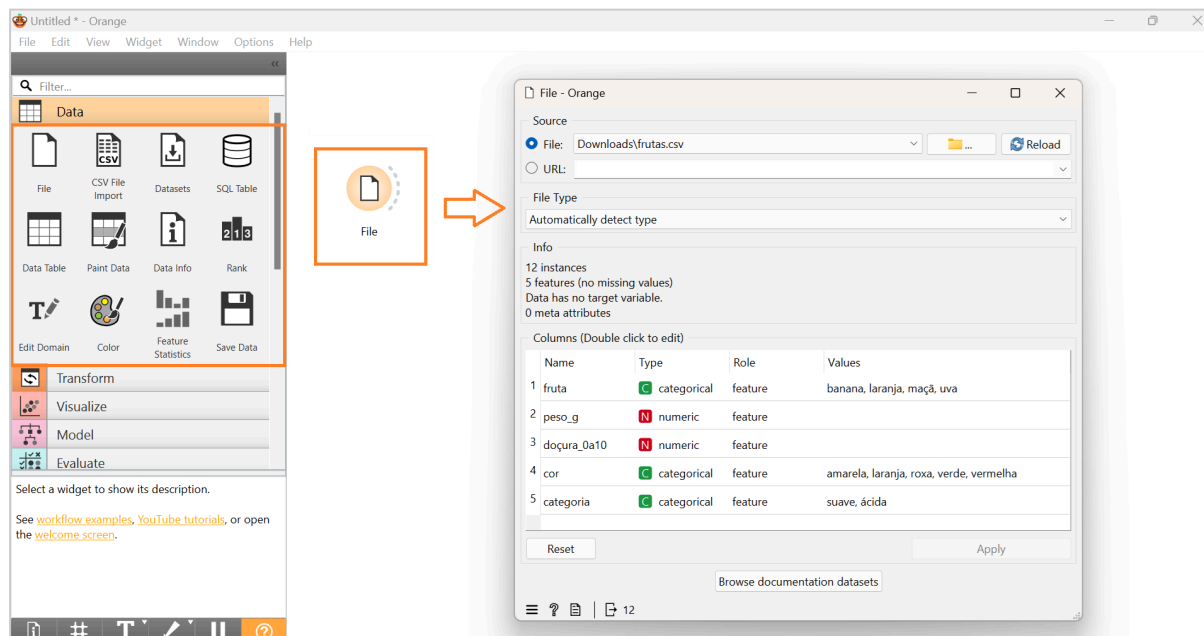 Untitled * - Orange
File Edit View Widget Window Options Help
Filter...
Data
File
CSV File Import
Datasets
SQL Table
Data Table
Paint Data
Data Info
Rank
Edit Domain
Color
Feature Statistics
Save Data
Transform
Visualize
Model
Evaluate
Select a widget to show its description.
See workflow examples, YouTube tutorials, or open
the welcome screen.
File
File - Orange
Source
File: Downloads\frutas.csv ... Reload
URL:
File Type
Automatically detect type
Info
12 instances
5 features (no missing values)
Data has no target variable.
0 meta attributes
Columns (Double click to edit)
Name Type Role Values
1 fruta C categorical feature banana, laranja, maçã, uva
2 peso_g N numeric feature
3 doçura_0a10 N numeric feature
4 cor C categorical feature amarela, laranja, roxa, verde, vermelha
5 categoria C categorical feature suave, ácida
Reset Apply
Browse documentation datasets
12